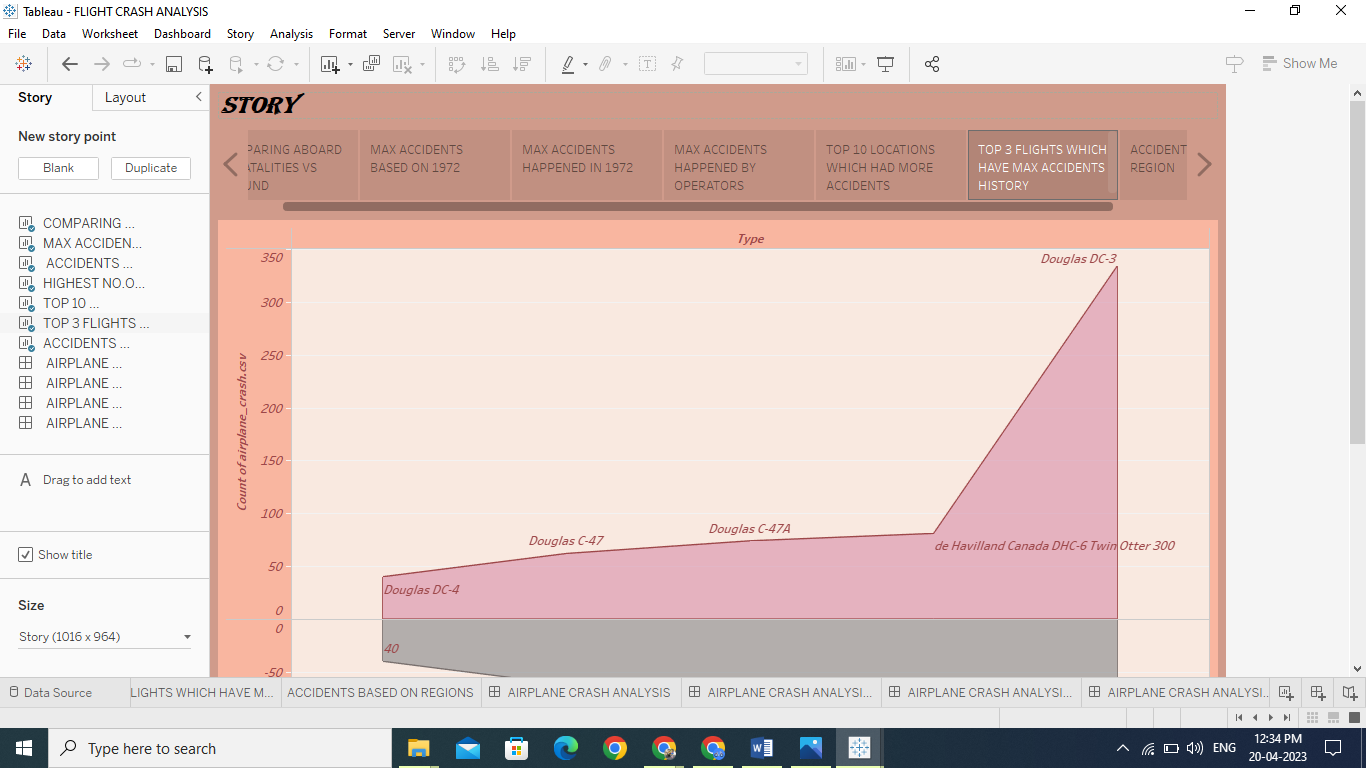 Tableau - FLIGHT CRASH ANALYSIS
File Data Worksheet Dashboard Story Analysis Format Server Window Help
Show Me
Story Layout
New story point
Blank Duplicate
COMPARING ...
MAX ACCIDEN...
ACCIDENTS ...
HIGHEST NO.O...
TOP 10 ...
TOP 3 FLIGHTS ...
ACCIDENTS ...
AIRPLANE ...
AIRPLANE ...
AIRPLANE ...
AIRPLANE ...
A Drag to add text
Show title
Size
Story (1016 x 964)
STORY
PARING ABOARD
ATALITIES VS
UND
MAX ACCIDENTS
BASED ON 1972
MAX ACCIDENTS
HAPPENED IN 1972
MAX ACCIDENTS
HAPPENED BY
OPERATORS
TOP 10 LOCATIONS
WHICH HAD MORE
ACCIDENTS
TOP 3 FLIGHTS WHICH
HAVE MAX ACCIDENTS
HISTORY
ACCIDENT
REGION
Type
Count of airplane_crash.csv
350
300
250
200
150
100
50
0
0
-50
Douglas DC-3
Douglas C-47
Douglas C-47A
de Havilland Canada DHC-6 Twin Otter 300
Douglas DC-4
40
Data Source LIGHTS WHICH HAVE M... ACCIDENTS BASED ON REGIONS AIRPLANE CRASH ANALYSIS AIRPLANE CRASH ANALYSI... AIRPLANE CRASH ANALYSI... AIRPLANE CRASH ANALYSI...
Type here to search
ENG
12:34 PM
20-04-2023